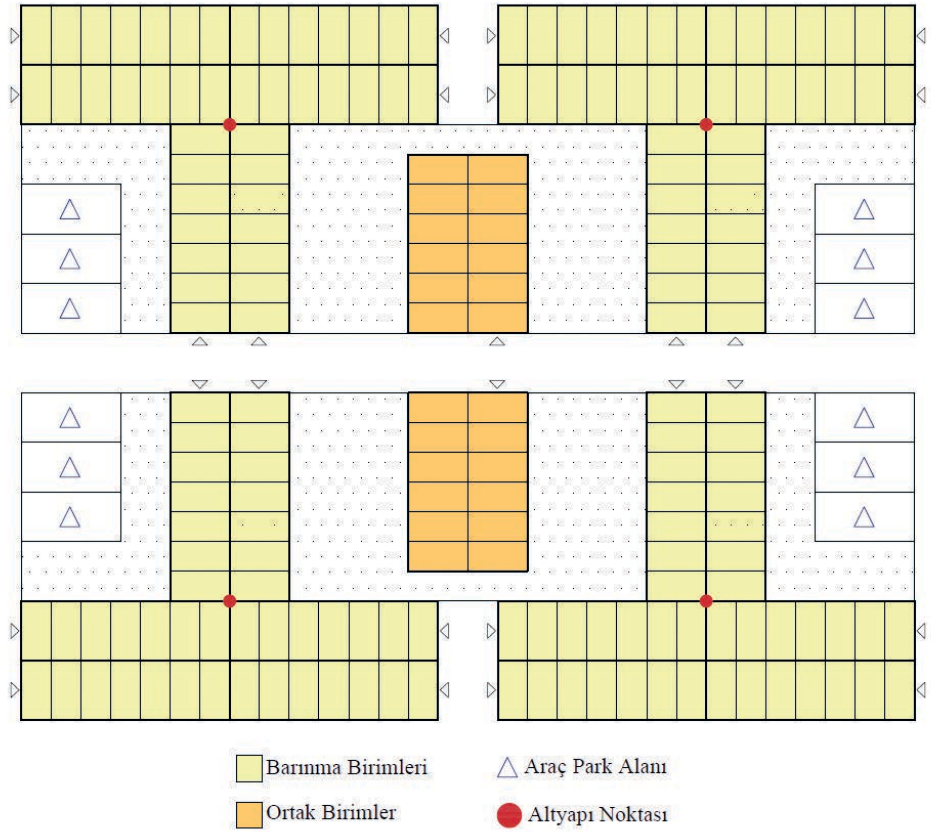 Barınma Birimleri
Araç Park Alanı
Ortak Birimler
Altyapı Noktası